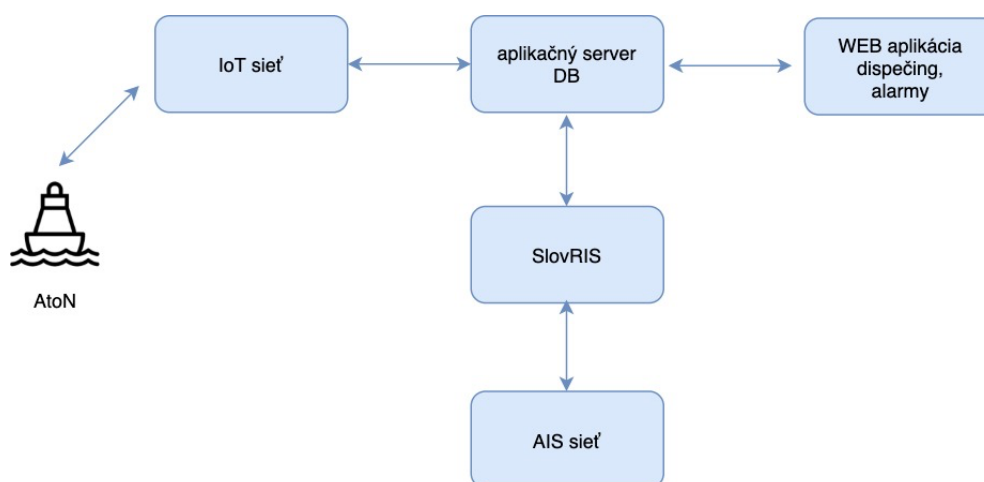 IoT sieť
aplikačný server
DB
WEB aplikácia
dispečing,
alarmy
AtoN
SlovRIS
AIS sieť